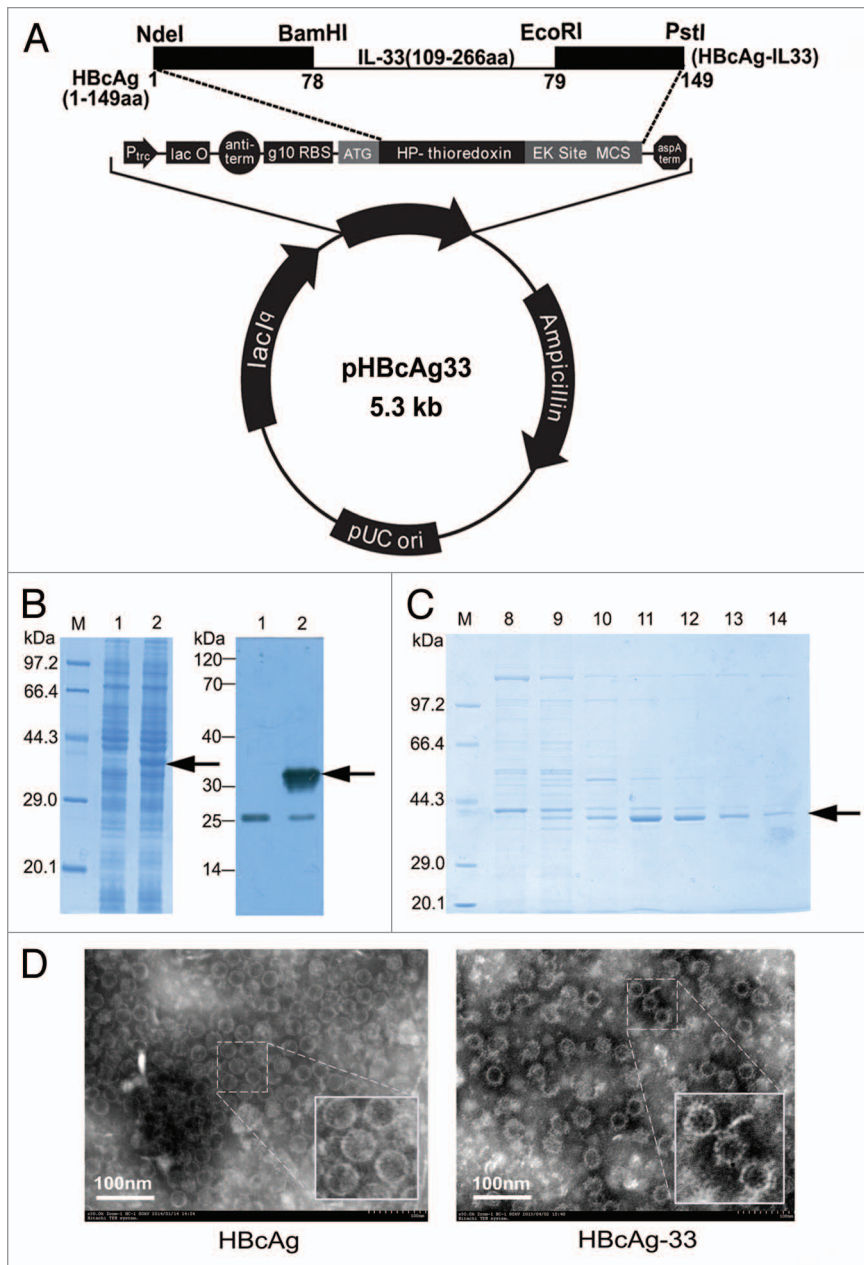 A
NdeI BamHI EcoRI PstI
IL-33(109-266aa) (HBcAg-IL33)
HBcAg 1 78 79 149
(1-149aa)
Ptrc lac O anti-term g10 RBS ATG HP-thioredoxin EK Site MCS aspA term
lacIq
Ampicillin
pHBcAg33
5.3 kb
pUC ori
B
M 1 2
kDa
97.2
66.4
44.3
29.0
20.1
1 2
kDa
120
70
40
30
25
14
C
M 8 9 10 11 12 13 14
kDa
97.2
66.4
44.3
29.0
20.1
D
100nm
HBcAg
100nm
HBcAg-33